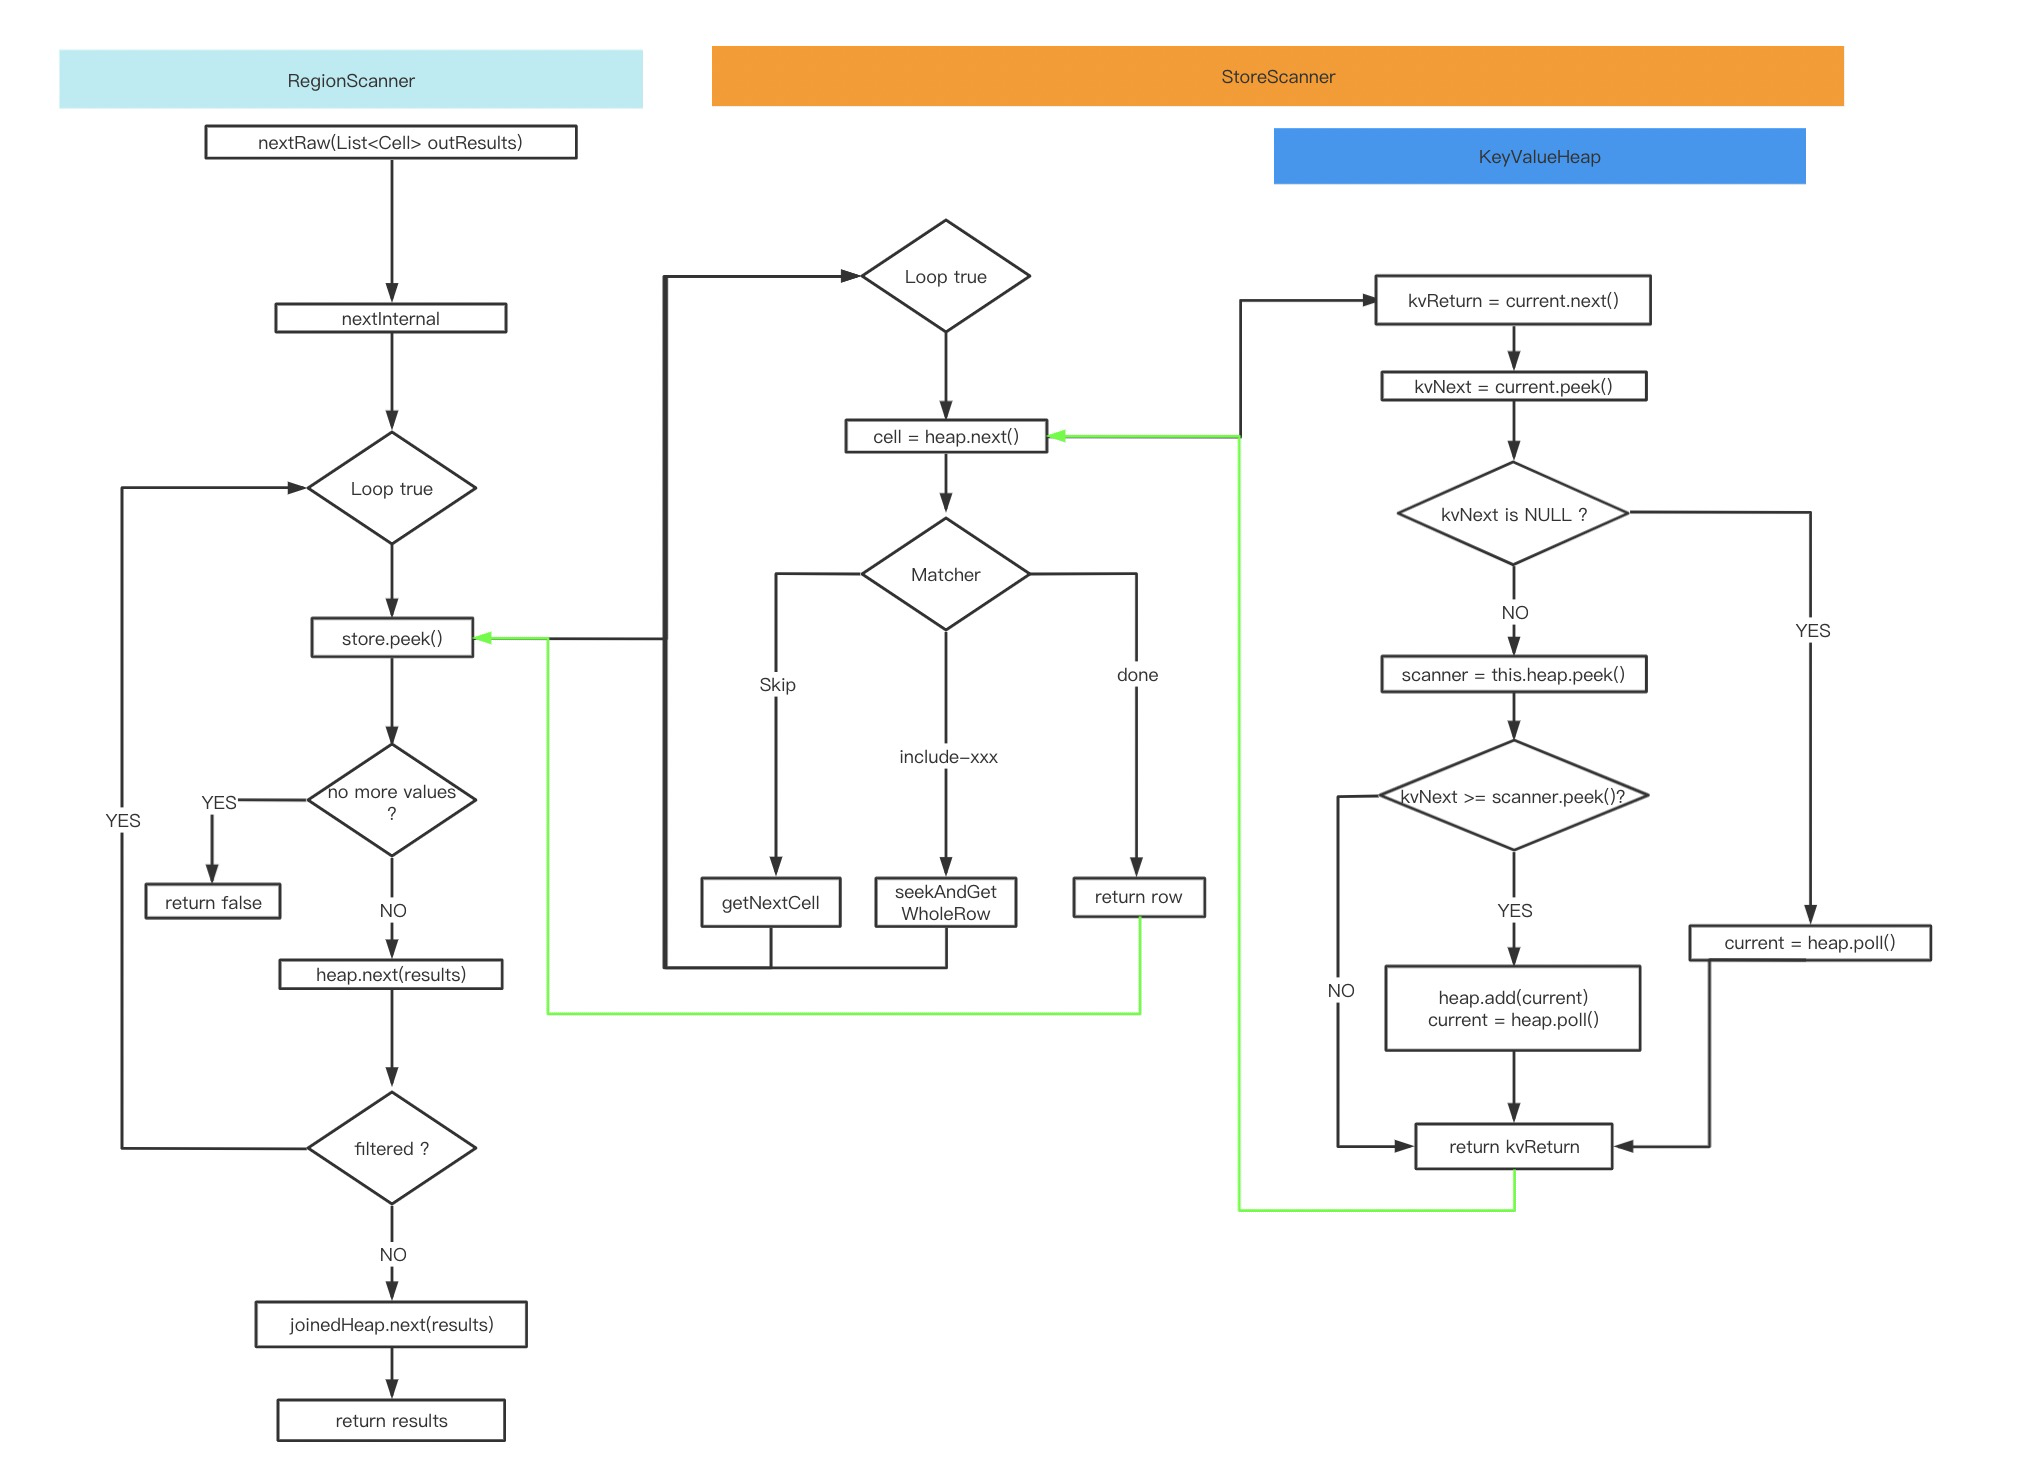 RegionScanner
nextRaw(List<Cell> outResults)
nextInternal
Loop true
store.peek()
no more values
?
YES
return false
NO
heap.next(results)
filtered ?
YES
NO
joinedHeap.next(results)
return results
StoreScanner
Loop true
cell = heap.next()
Matcher
Skip
include-xxx
done
getNextCell
seekAndGet
WholeRow
return row
KeyValueHeap
kvReturn = current.next()
kvNext = current.peek()
kvNext is NULL ?
NO
YES
scanner = this.heap.peek()
kvNext >= scanner.peek()?
NO
YES
current = heap.poll()
heap.add(current)
current = heap.poll()
return kvReturn